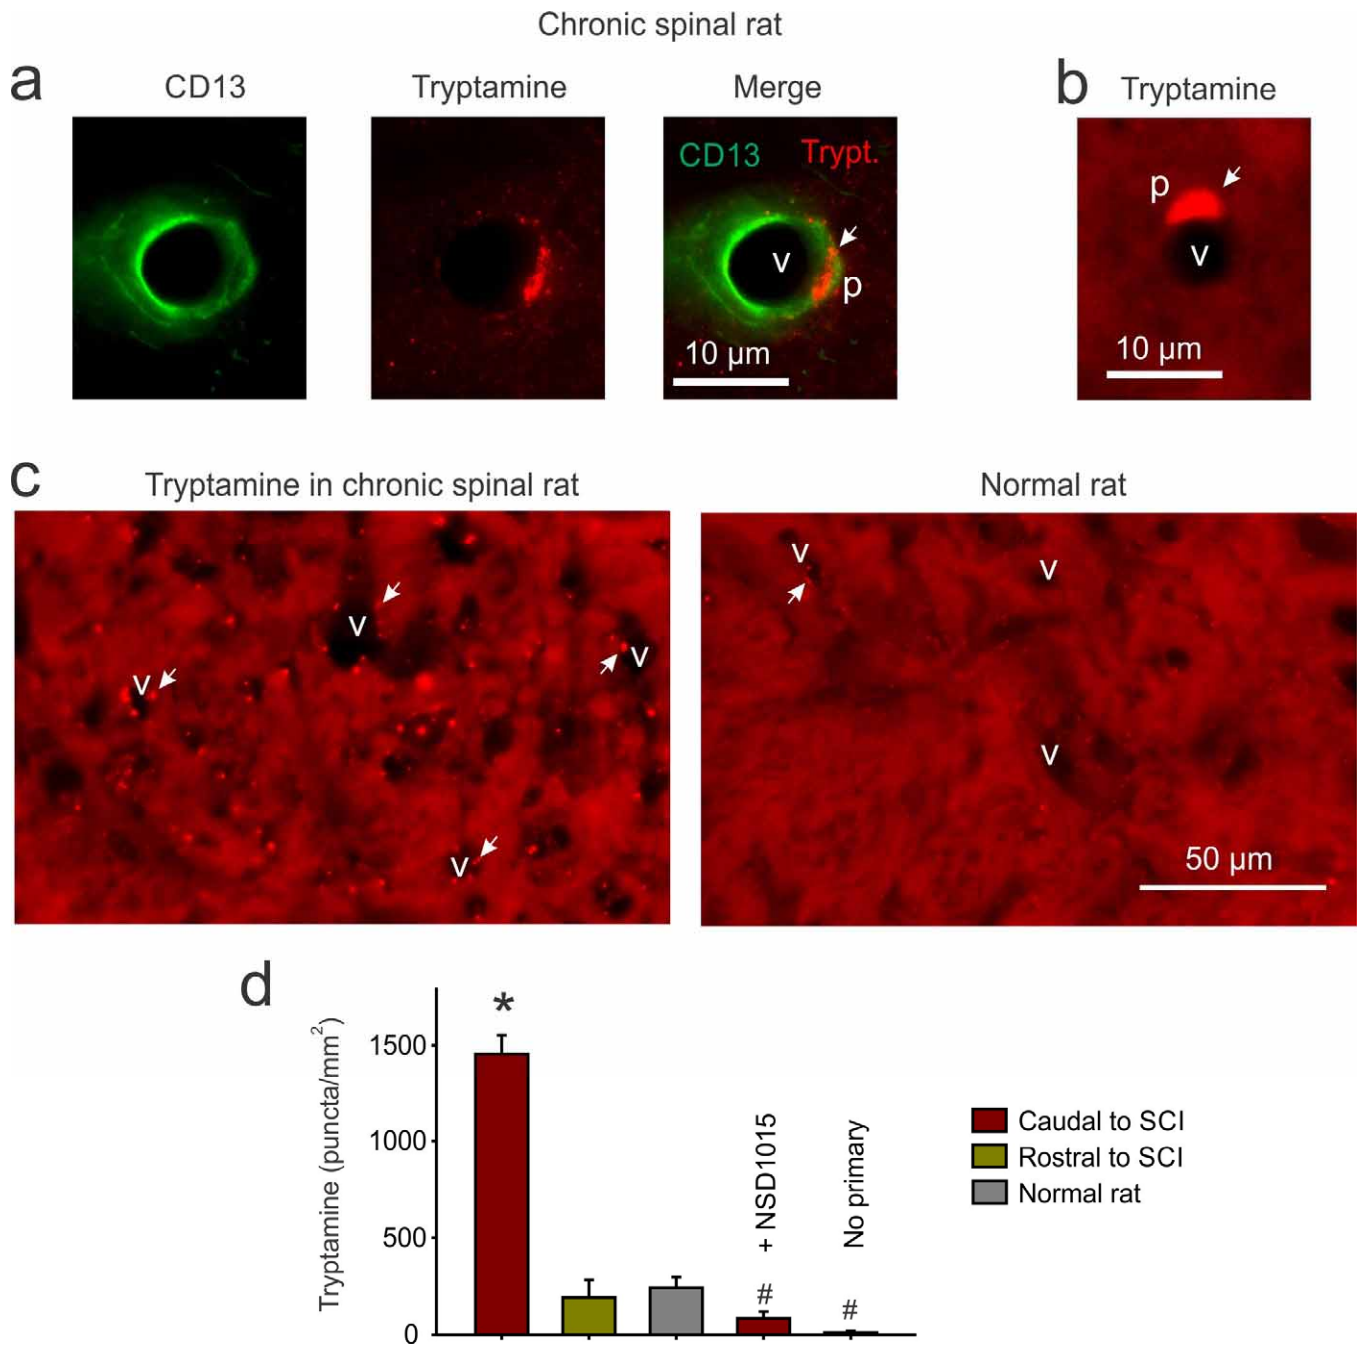 Chronic spinal rat
a
CD13
Tryptamine
Merge
b
Tryptamine
CD13
Trypt.
v
p
10 µm
p
v
10 µm
c
Tryptamine in chronic spinal rat
Normal rat
v
v
v
v
v
v
v
50 µm
d
Tryptamine (puncta/mm²)
1500
1000
500
0
*
+ NSD1015
#
No primary
#
Caudal to SCI
Rostral to SCI
Normal rat